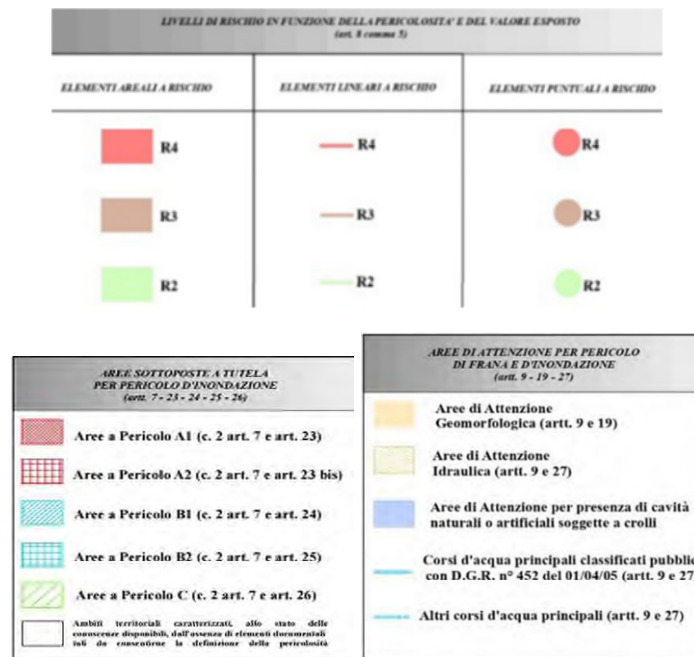 LIVELLI DI RISCHIO IN FUNZIONE DELLA PERICOLOSITA' E DEL VALORE ESPOSTO
(art. 8 comma 5)
ELEMENTI AREALI A RISCHIO
ELEMENTI LINEARI A RISCHIO
ELEMENTI PUNTUALI A RISCHIO
R4
R4
R4
R3
R3
R3
R2
R2
R2
AREE SOTTOPOSTE A TUTELA
PER PERICOLO D'INONDAZIONE
(artt. 7 - 23 - 24 - 25 - 26)
Aree a Pericolo A1 (c. 2 art. 7 e art. 23)
Aree a Pericolo A2 (c. 2 art. 7 e art. 23 bis)
Aree a Pericolo B1 (c. 2 art. 7 e art. 24)
Aree a Pericolo B2 (c. 2 art. 7 e art. 25)
Aree a Pericolo C (c. 2 art. 7 e art. 26)
Ambiti territoriali caratterizzati, allo stato delle
conoscenze disponibili, dall'assenza di elementi documentali
tali da consentirne la definizione della pericolosità
AREE DI ATTENZIONE PER PERICOLO
DI FRANA E D'INONDAZIONE
(artt. 9 - 19 - 27)
Aree di Attenzione
Geomorfologica (artt. 9 e 19)
Aree di Attenzione
Idraulica (artt. 9 e 27)
Aree di Attenzione per presenza di cavità
naturali o artificiali soggette a crolli
Corsi d'acqua principali classificati pubblic
con D.G.R. n° 452 del 01/04/05 (artt. 9 e 27
Altri corsi d'acqua principali (artt. 9 e 27)